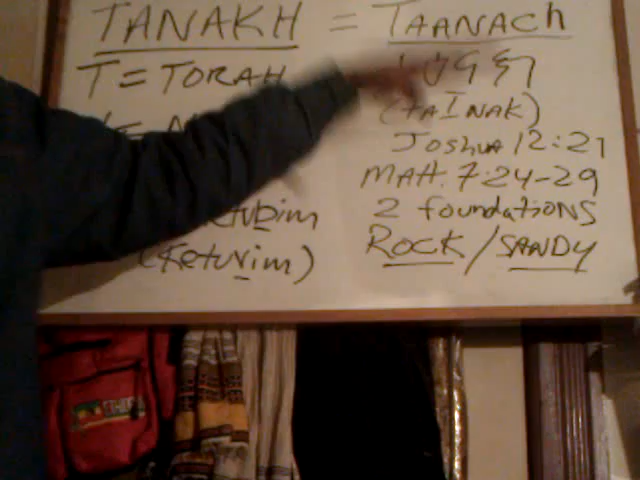 TANAKH = TAANACh
T = TORAH
(TAINAK)
Joshua 12:21
MAtt. 7:24-29
2 foundations
ROCK / SANDY
(Ketuvim)